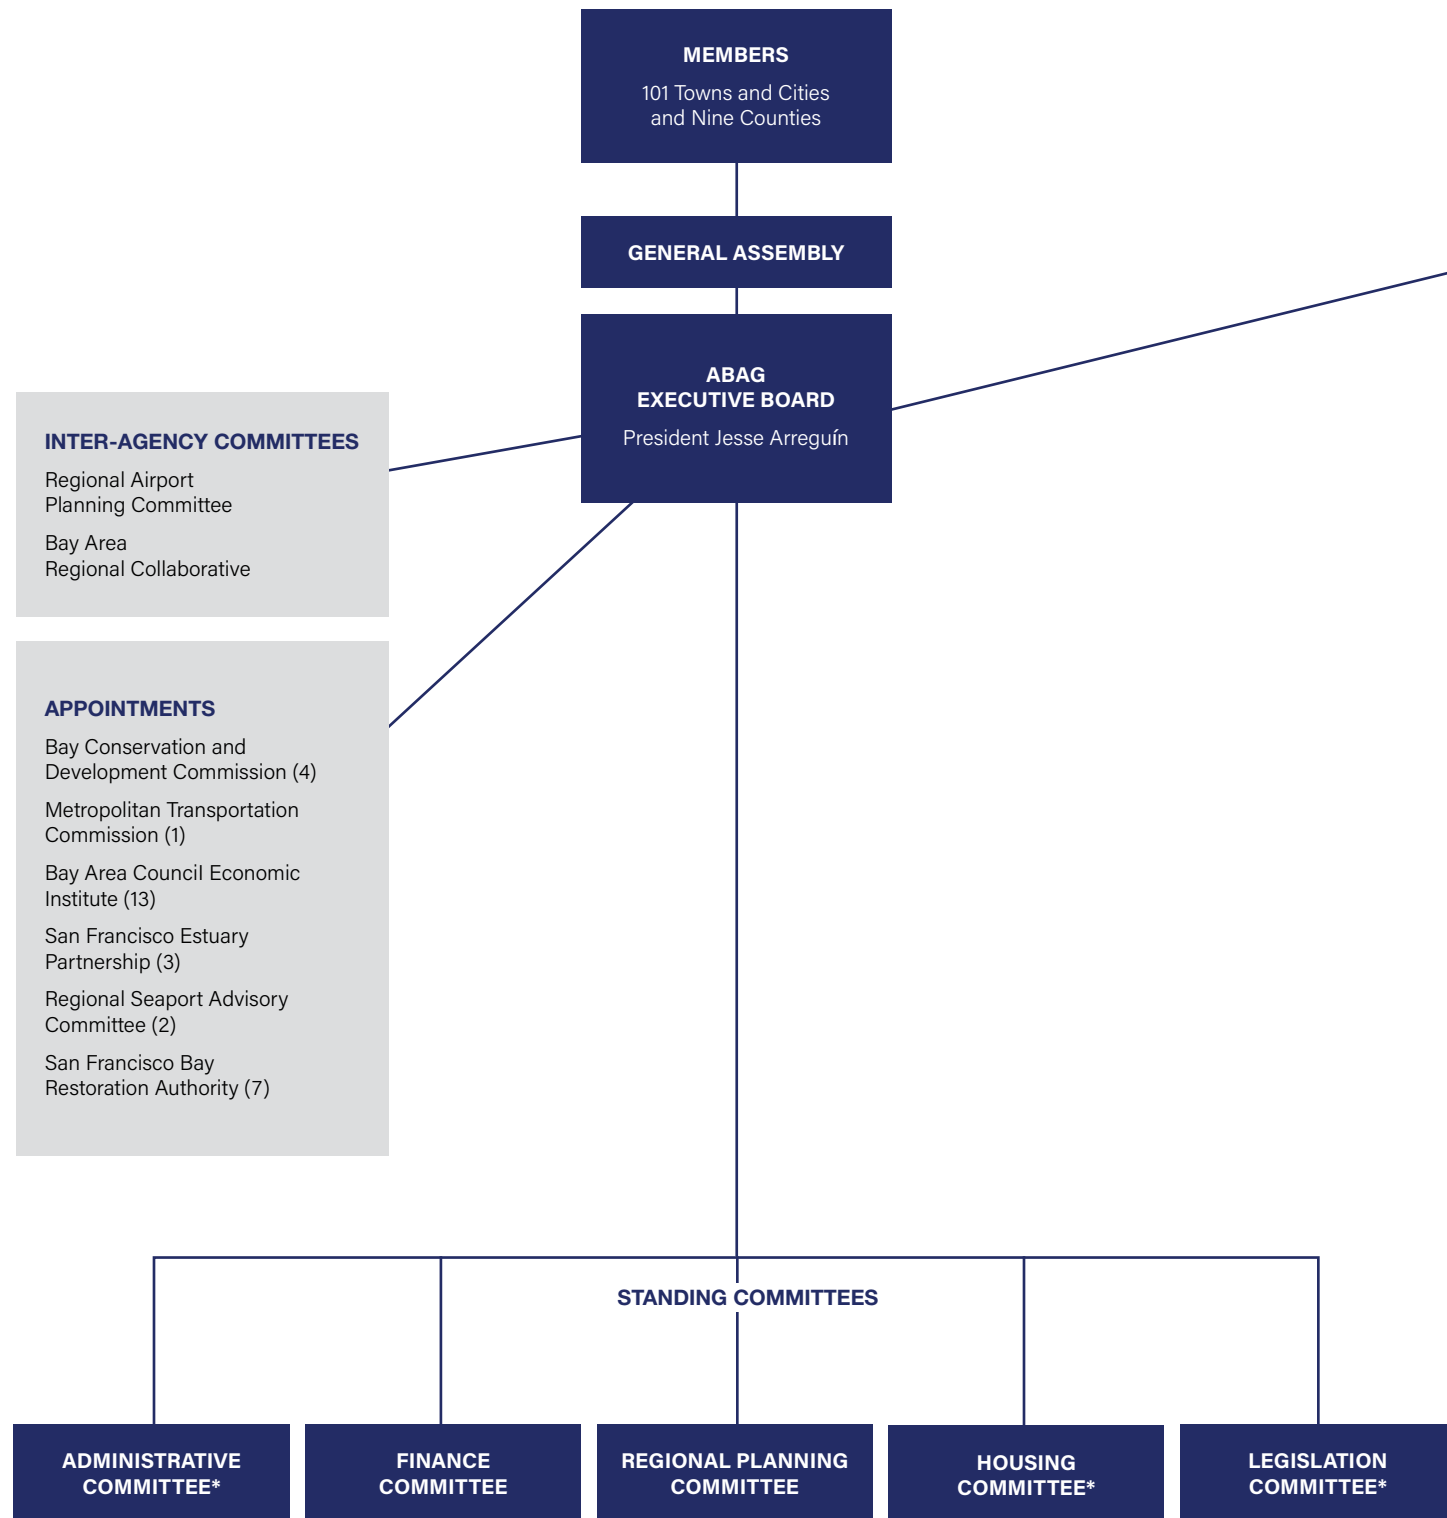 MEMBERS
101 Towns and Cities
and Nine Counties
GENERAL ASSEMBLY
ABAG
EXECUTIVE BOARD
President Jesse Arreguín
INTER-AGENCY COMMITTEES
Regional Airport
Planning Committee
Bay Area
Regional Collaborative
APPOINTMENTS
Bay Conservation and
Development Commission (4)
Metropolitan Transportation
Commission (1)
Bay Area Council Economic
Institute (13)
San Francisco Estuary
Partnership (3)
Regional Seaport Advisory
Committee (2)
San Francisco Bay
Restoration Authority (7)
STANDING COMMITTEES
ADMINISTRATIVE
COMMITTEE*
FINANCE
COMMITTEE
REGIONAL PLANNING
COMMITTEE
HOUSING
COMMITTEE*
LEGISLATION
COMMITTEE*